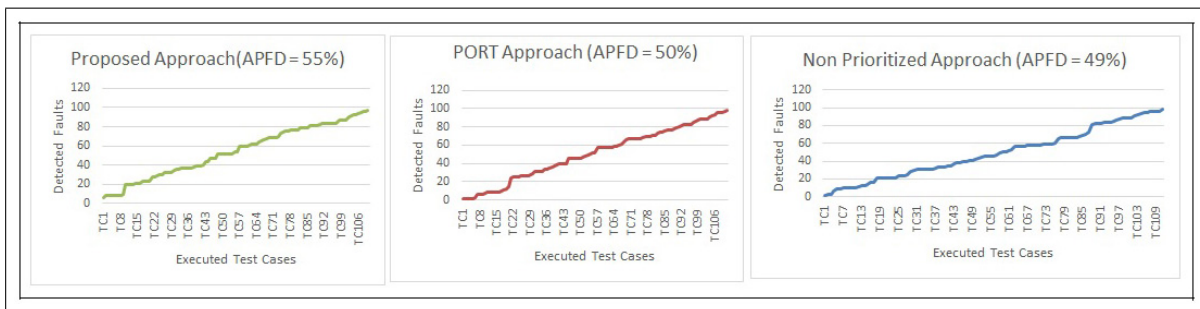 Proposed Approach(APFD = 55%)
Detected Faults
120
100
80
60
40
20
0
TC1
TC8
TC15
TC22
TC29
TC36
TC43
TC50
TC57
TC64
TC71
TC78
TC85
TC92
TC99
TC106
Executed Test Cases
PORT Approach (APFD = 50%)
Detected Faults
120
100
80
60
40
20
0
TC1
TC8
TC15
TC22
TC29
TC36
TC43
TC50
TC57
TC64
TC71
TC78
TC85
TC92
TC99
TC106
Executed Test Cases
Non Prioritized Approach (APFD = 49%)
Detected Faults
120
100
80
60
40
20
0
TC1
TC7
TC13
TC19
TC25
TC31
TC37
TC43
TC49
TC55
TC61
TC67
TC73
TC79
TC85
TC91
TC97
TC103
TC109
Executed Test Cases